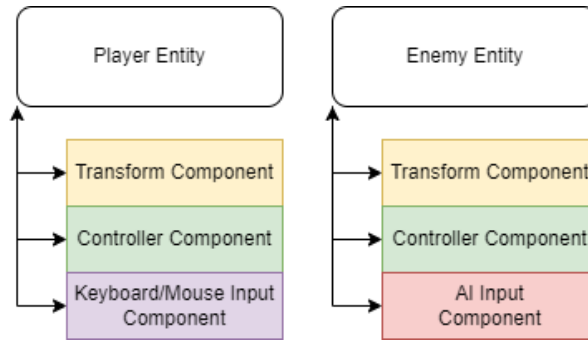 Player Entity
Transform Component
Controller Component
Keyboard/Mouse Input
Component
Enemy Entity
Transform Component
Controller Component
AI Input
Component